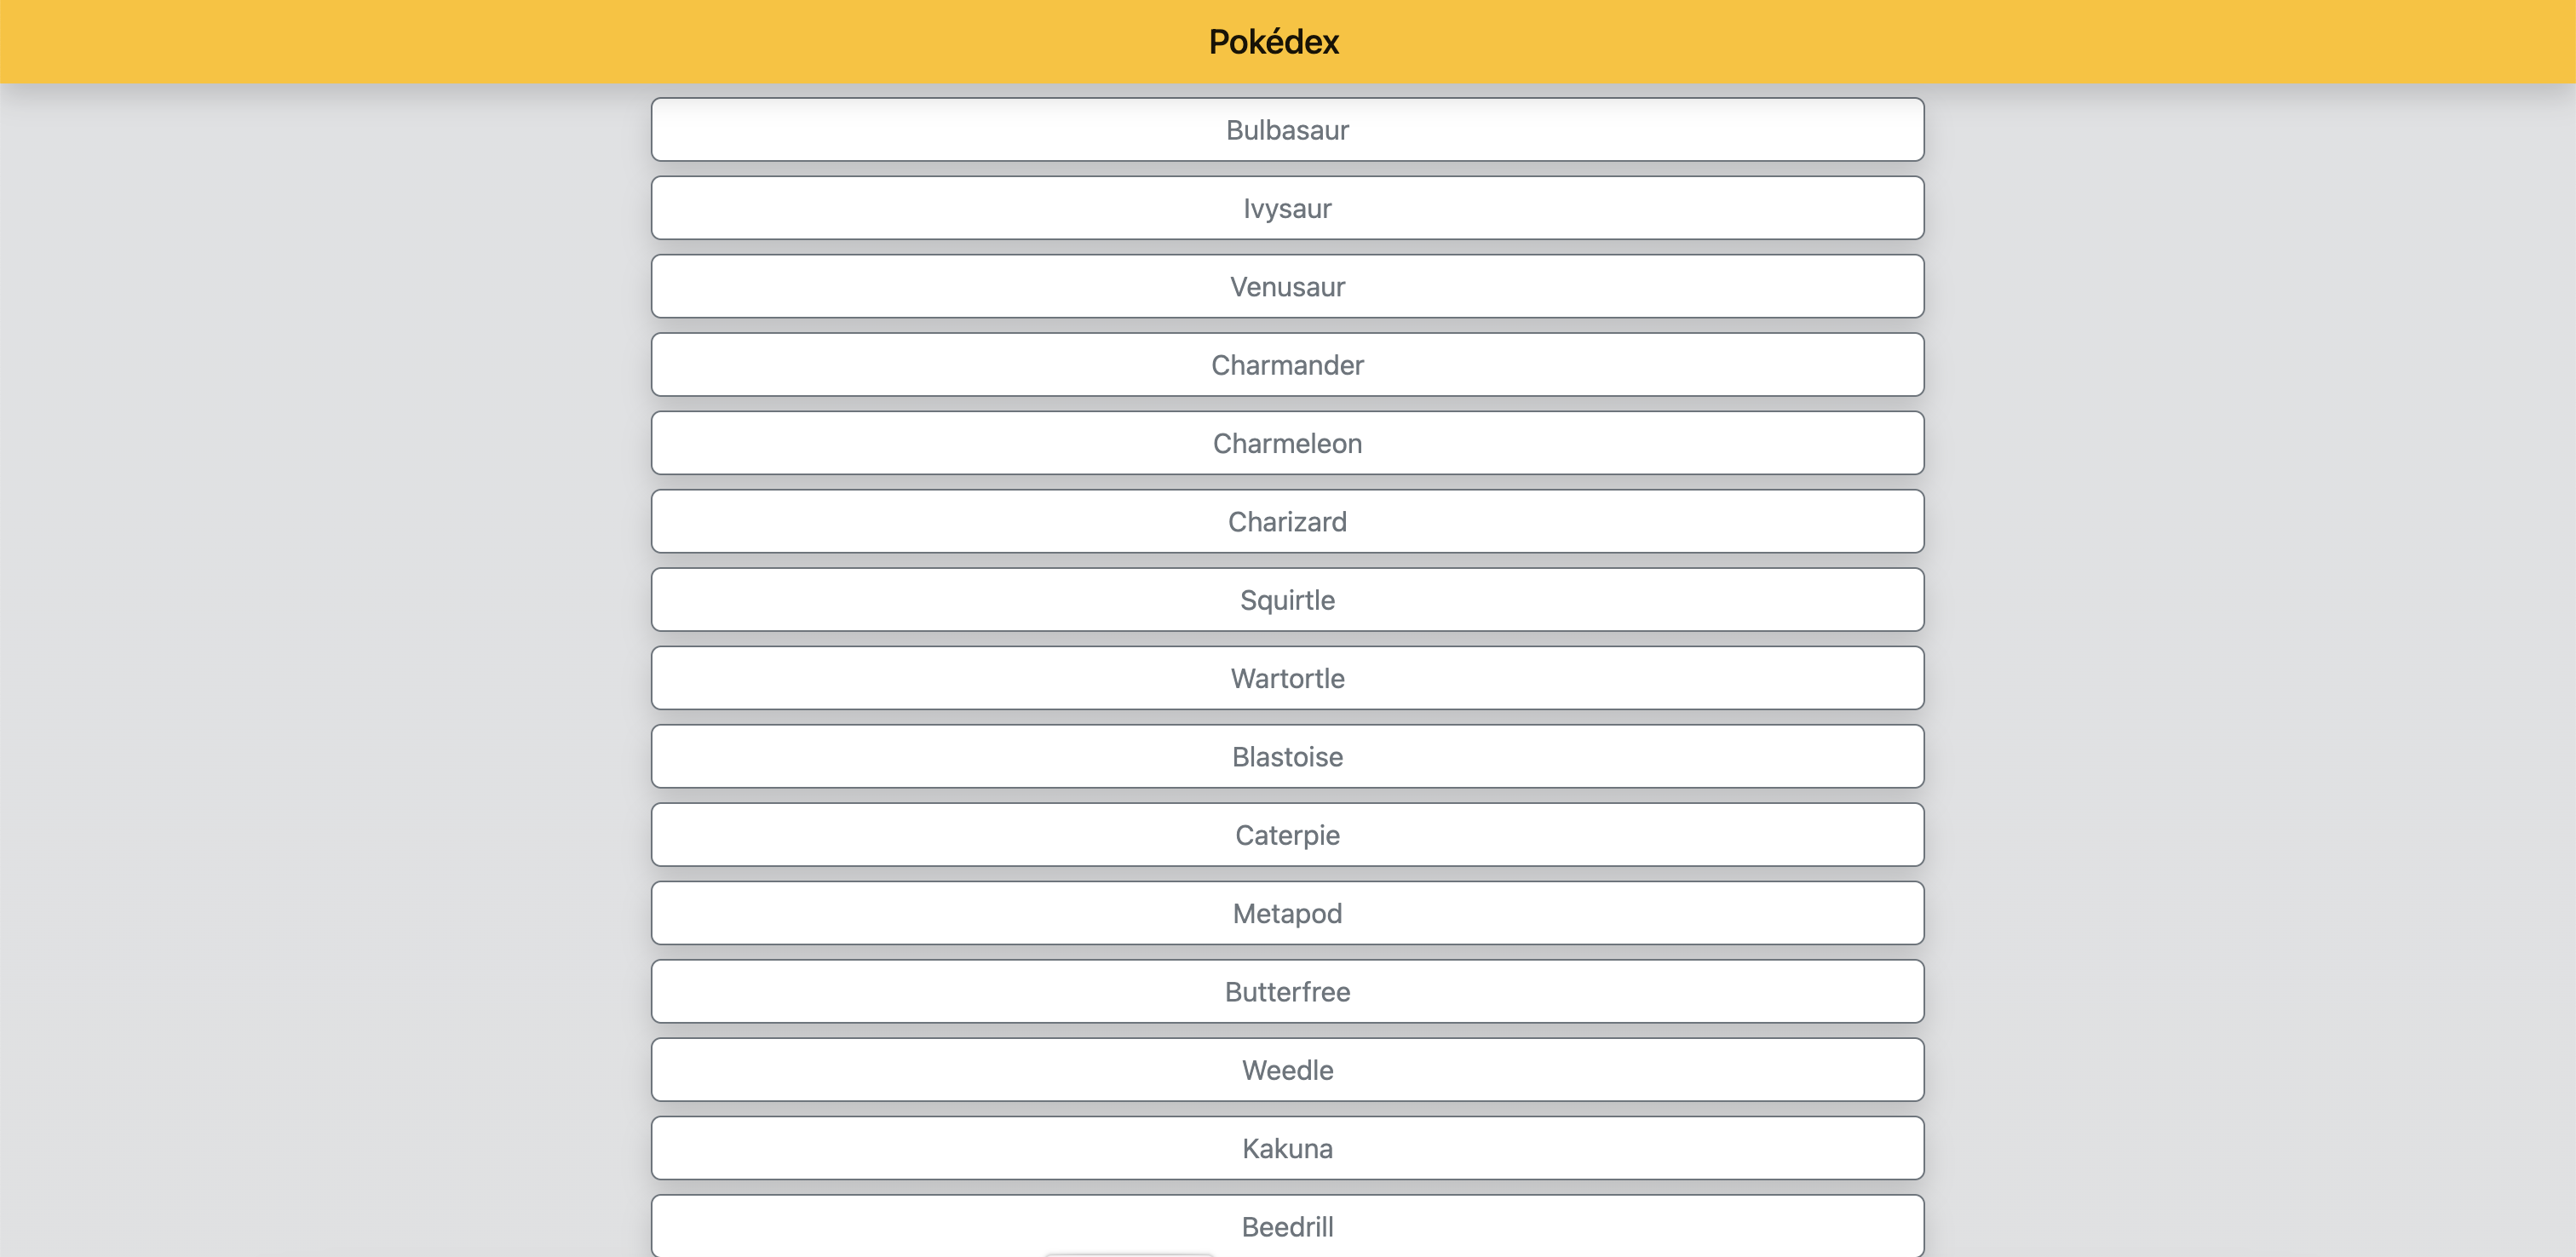 Pokédex
Bulbasaur
Ivysaur
Venusaur
Charmander
Charmeleon
Charizard
Squirtle
Wartortle
Blastoise
Caterpie
Metapod
Butterfree
Weedle
Kakuna
Beedrill